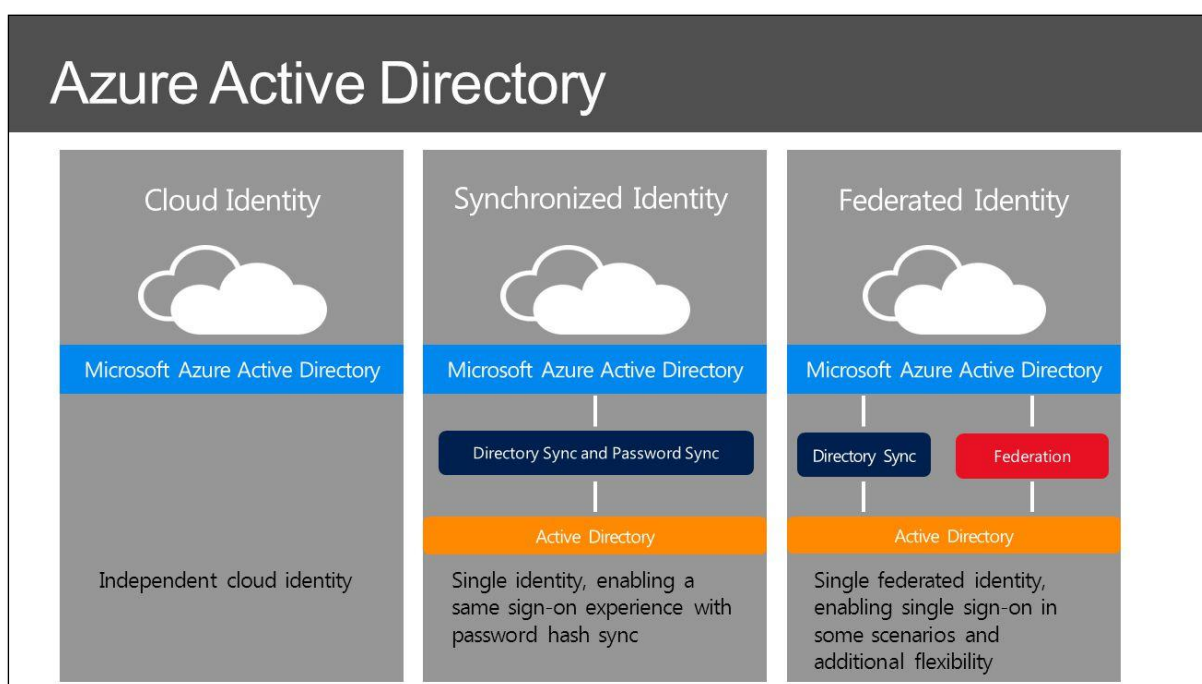 Azure Active Directory
Cloud Identity
Microsoft Azure Active Directory
Independent cloud identity
Synchronized Identity
Microsoft Azure Active Directory
Directory Sync and Password Sync
Active Directory
Single identity, enabling a
same sign-on experience with
password hash sync
Federated Identity
Microsoft Azure Active Directory
Directory Sync
Federation
Active Directory
Single federated identity,
enabling single sign-on in
some scenarios and
additional flexibility